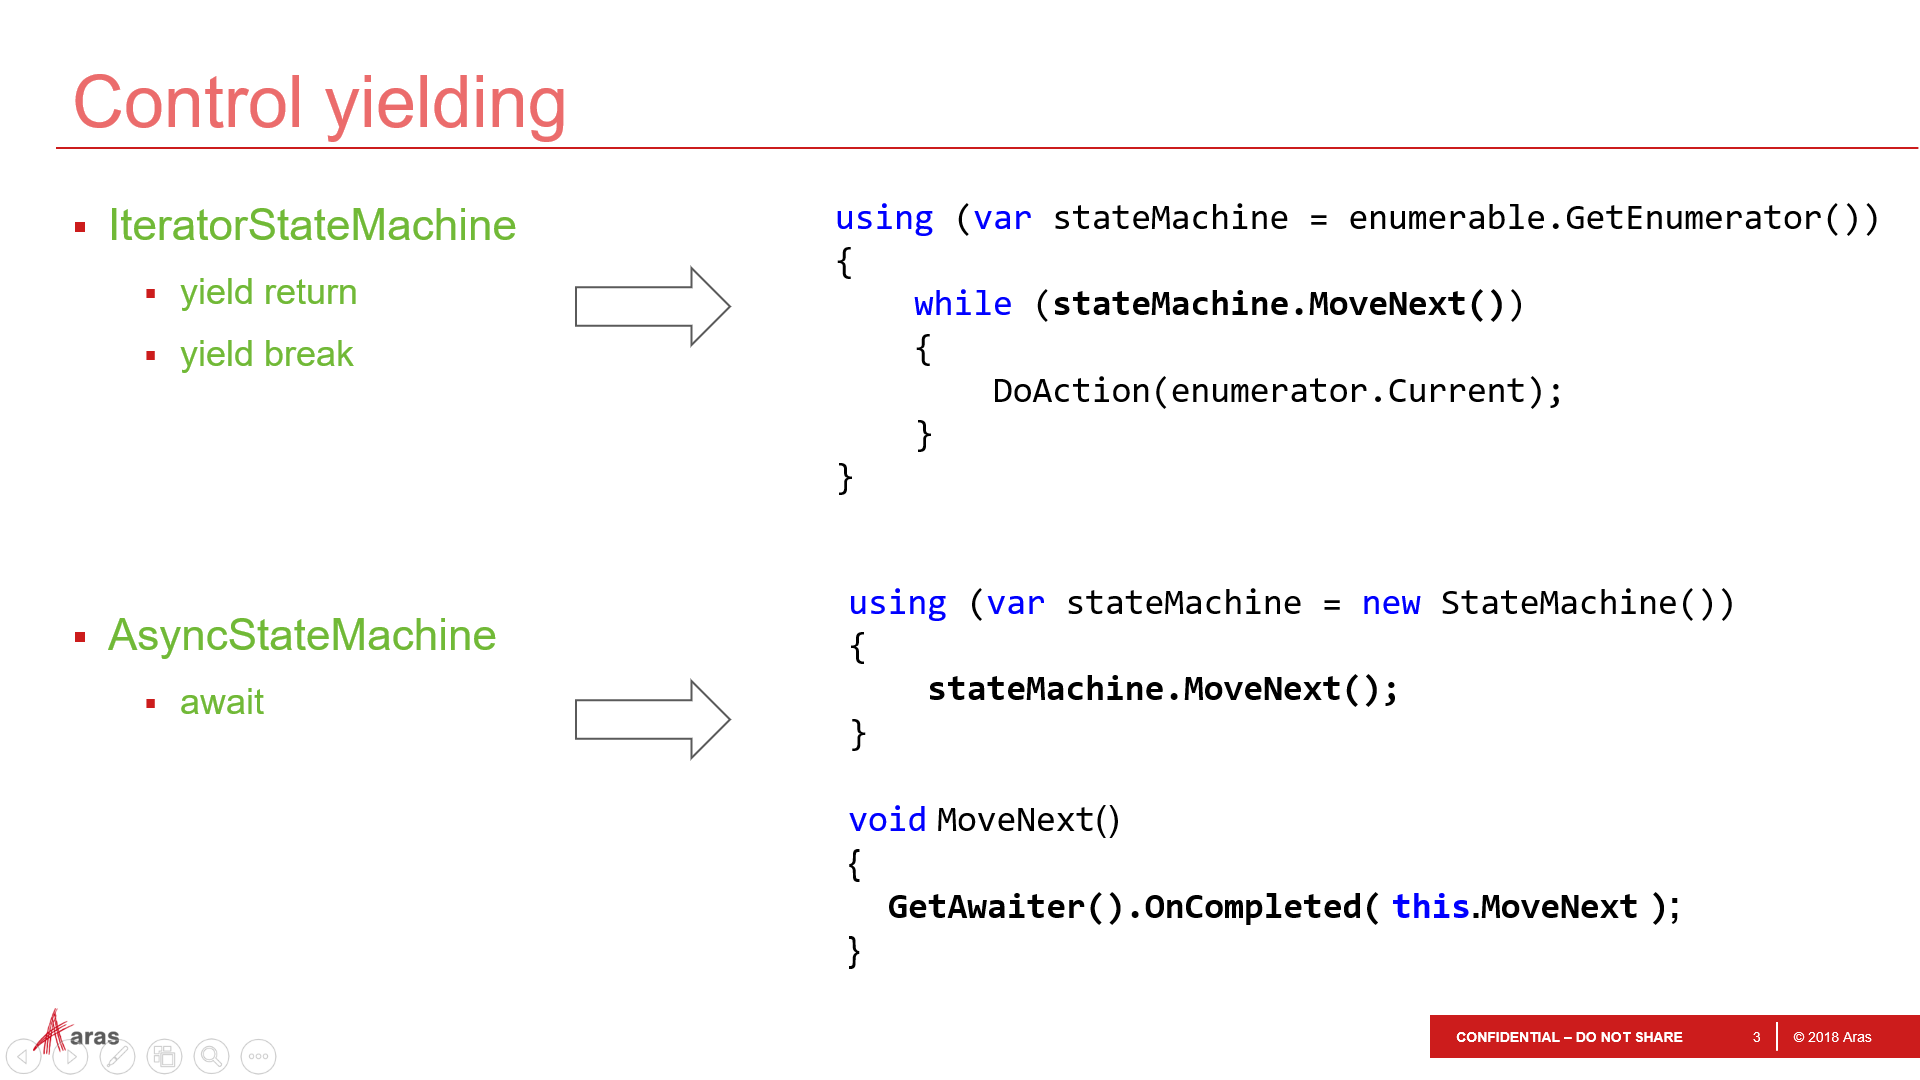 Control yielding
IteratorStateMachine
yield return
yield break
using (var stateMachine = enumerable.GetEnumerator())
{
    while (stateMachine.MoveNext())
    {
        DoAction(enumerator.Current);
    }
}
AsyncStateMachine
await
using (var stateMachine = new StateMachine())
{
    stateMachine.MoveNext();
}
void MoveNext()
{
  GetAwaiter().OnCompleted( this.MoveNext );
}
aras
CONFIDENTIAL – DO NOT SHARE 3 © 2018 Aras